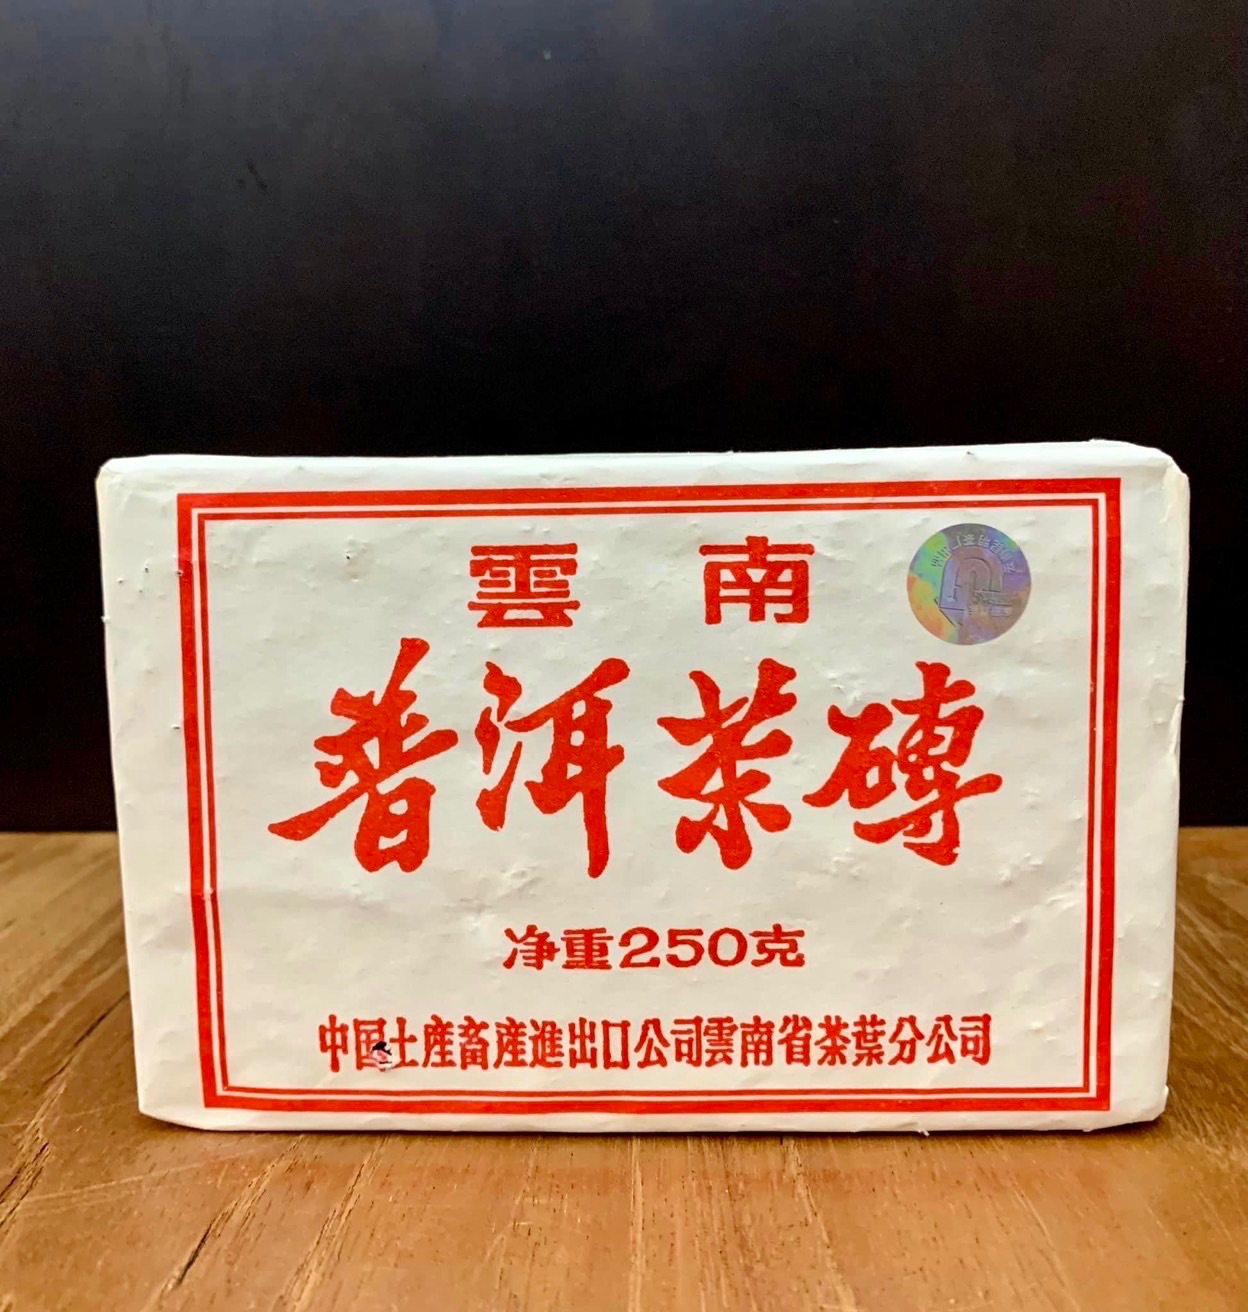 雲南
普洱茶磚
净重250克
中国土産畜産進出口公司雲南省茶葉分公司